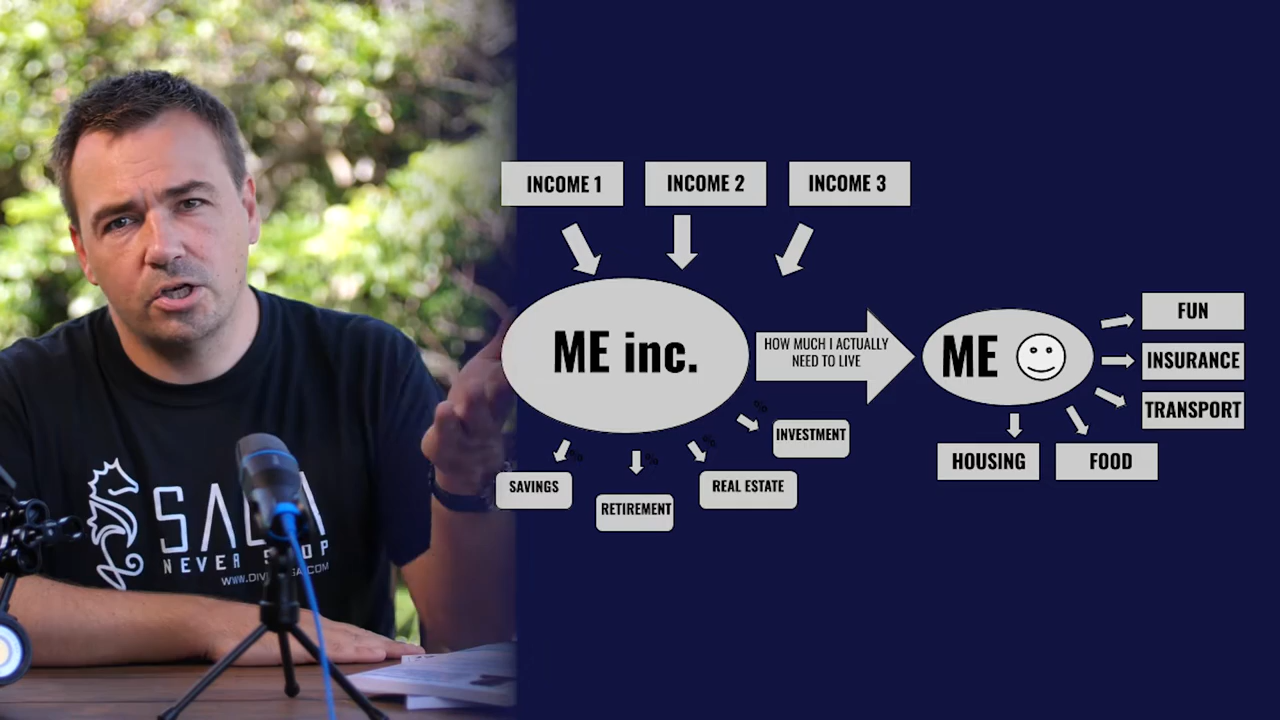 INCOME 1
INCOME 2
INCOME 3
ME inc.
HOW MUCH I ACTUALLY
NEED TO LIVE
ME
FUN
INSURANCE
TRANSPORT
HOUSING
FOOD
%
%
%
%
INVESTMENT
SAVINGS
RETIREMENT
REAL ESTATE
NEVER